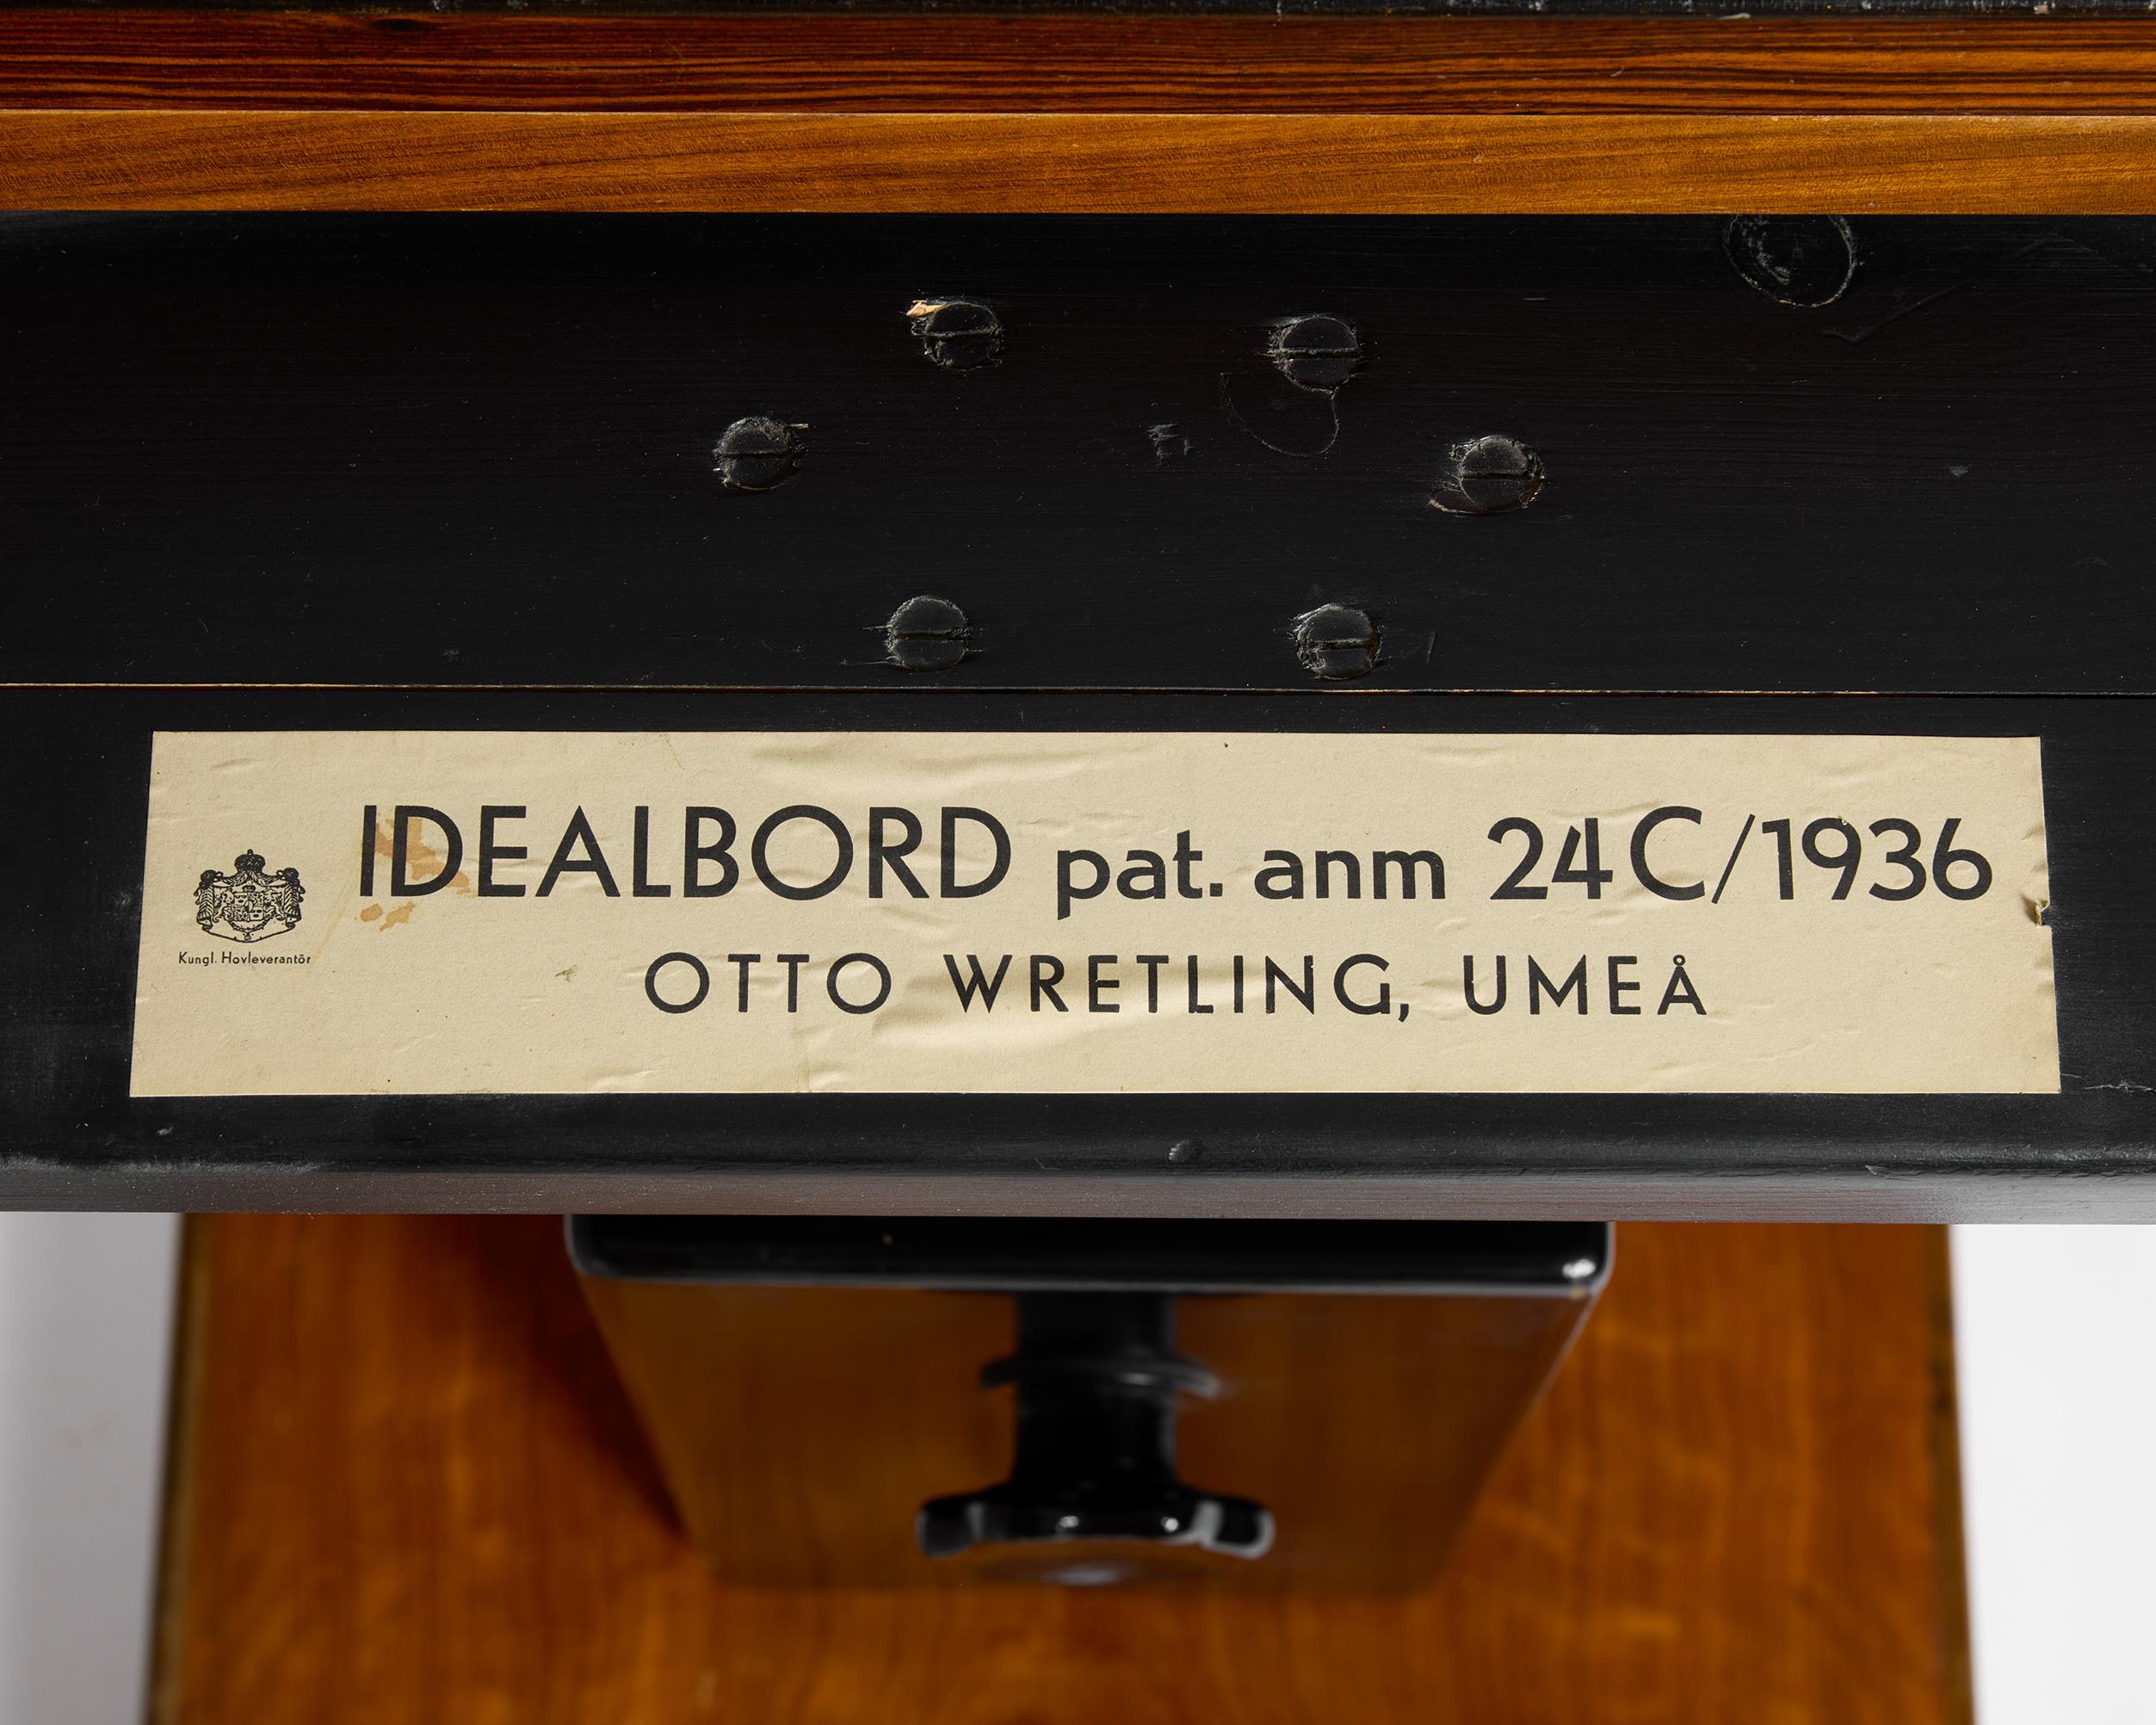 IDEALBORD pat. anm 24C/1936
Kungl. Hovleverantör
OTTO WRETLING, UMEÅ